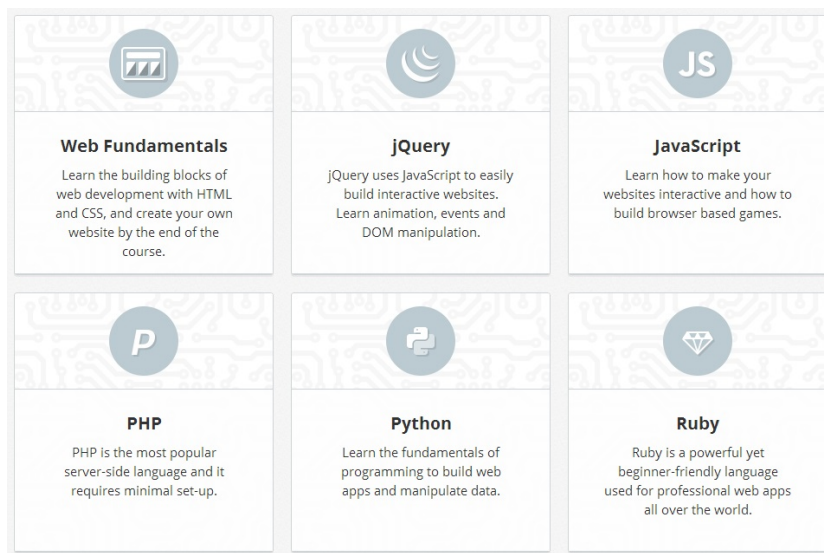 JS
Web Fundamentals
Learn the building blocks of
web development with HTML
and CSS, and create your own
website by the end of the
course.
jQuery
jQuery uses JavaScript to easily
build interactive websites.
Learn animation, events and
DOM manipulation.
JavaScript
Learn how to make your
websites interactive and how to
build browser based games.
P
PHP
PHP is the most popular
server-side language and it
requires minimal set-up.
Python
Learn the fundamentals of
programming to build web
apps and manipulate data.
Ruby
Ruby is a powerful yet
beginner-friendly language
used for professional web apps
all over the world.